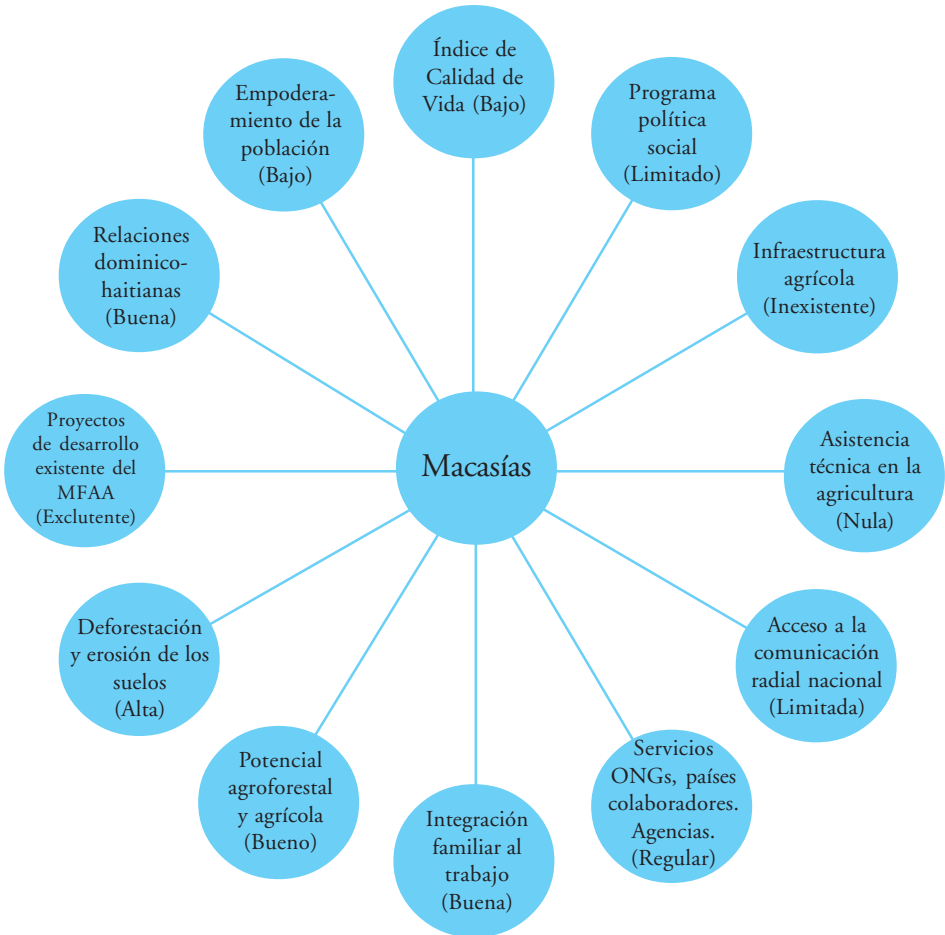 Índice de
Calidad de
Vida (Bajo)
Programa
política
social
(Limitado)
Infraestructura
agrícola
(Inexistente)
Asistencia
técnica en la
agricultura
(Nula)
Acceso a la
comunicación
radial nacional
(Limitada)
Servicios
ONGs, países
colaboradores.
Agencias.
(Regular)
Integración
familiar al
trabajo
(Buena)
Potencial
agroforestal
y agrícola
(Bueno)
Deforestación
y erosión de los
suelos
(Alta)
Proyectos
de desarrollo
existente del
MFAA
(Exclutente)
Relaciones
dominico-
haitianas
(Buena)
Empodera-
miento de la
población
(Bajo)
Macasías